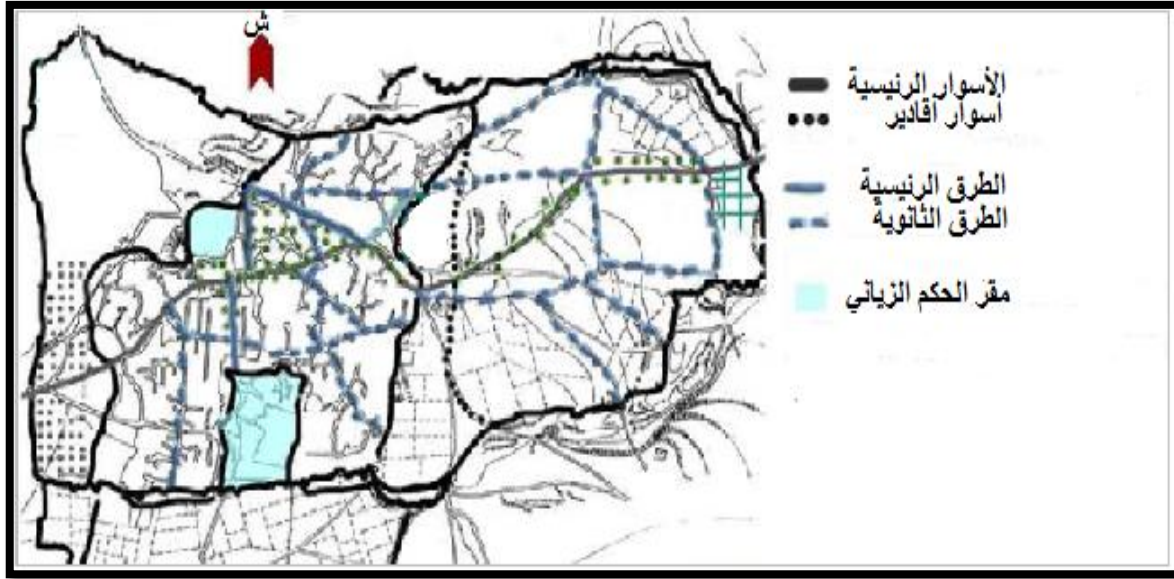 ش
الأسوار الرئيسية
أسوار أقادير
الطرق الرئيسية
الطرق الثانوية
مقر الحكم الزياني